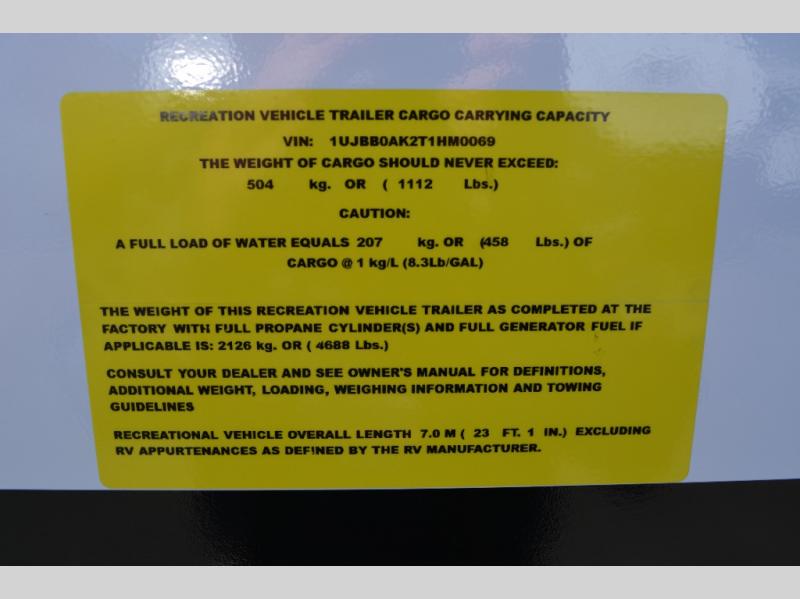 RECREATION VEHICLE TRAILER CARGO CARRYING CAPACITY
VIN: 1UJBB0AK2T1HM0069
THE WEIGHT OF CARGO SHOULD NEVER EXCEED:
504 kg. OR ( 1112 Lbs.)
CAUTION:
A FULL LOAD OF WATER EQUALS 207 kg. OR (458 Lbs.) OF
CARGO @ 1 kg/L (8.3Lb/GAL)
THE WEIGHT OF THIS RECREATION VEHICLE TRAILER AS COMPLETED AT THE
FACTORY WITH FULL PROPANE CYLINDER(S) AND FULL GENERATOR FUEL IF
APPLICABLE IS: 2126 kg. OR ( 4688 Lbs.)
CONSULT YOUR DEALER AND SEE OWNER'S MANUAL FOR DEFINITIONS,
ADDITIONAL WEIGHT, LOADING, WEIGHING INFORMATION AND TOWING
GUIDELINES
RECREATIONAL VEHICLE OVERALL LENGTH 7.0 M ( 23 FT. 1 IN.) EXCLUDING
RV APPURTENANCES AS DEFINED BY THE RV MANUFACTURER.